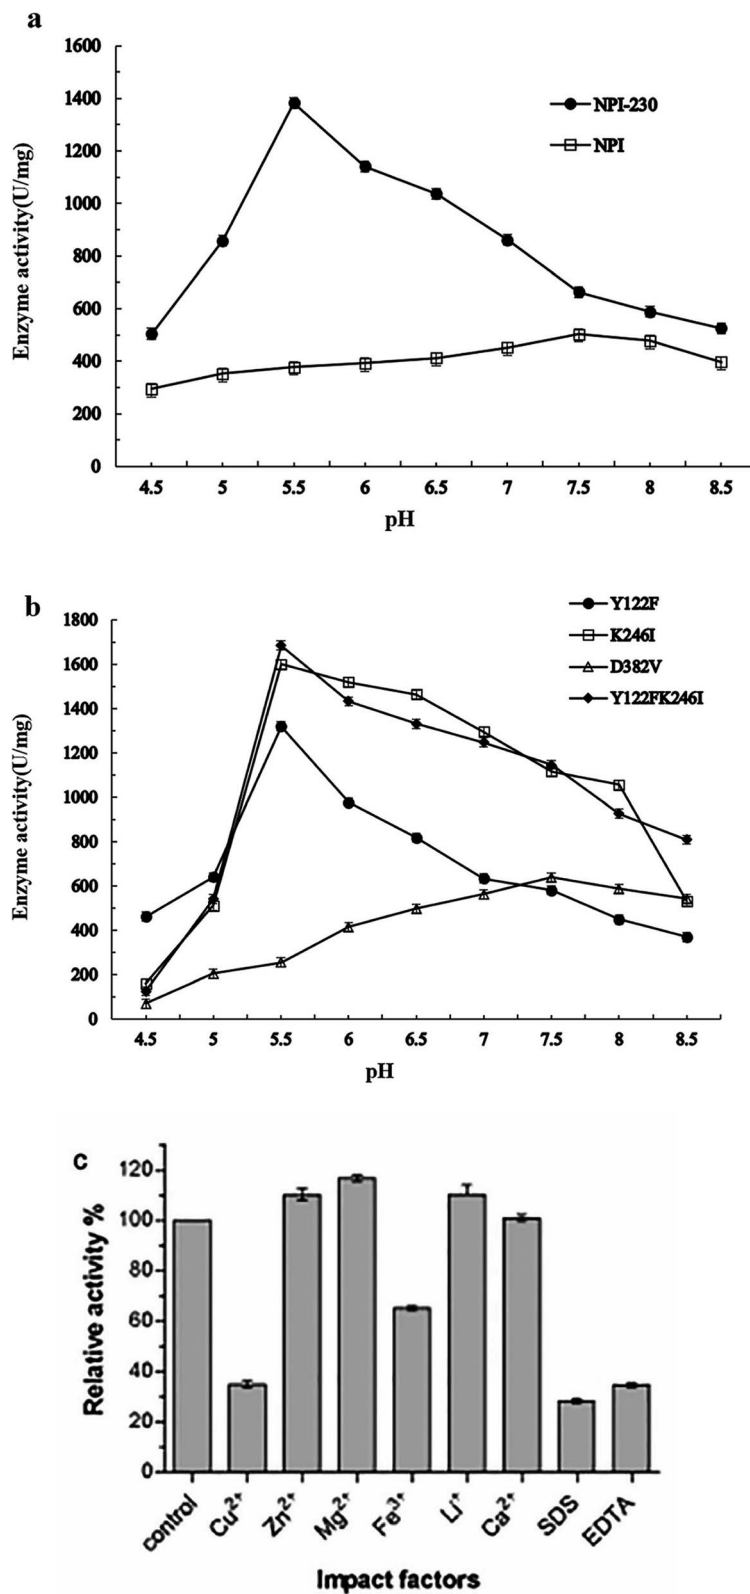 a
1600
1400
1200
1000
800
600
400
200
0
Enzyme activity(U/mg)
NPI-230
NPI
4.5 5 5.5 6 6.5 7 7.5 8 8.5
pH
b
1800
1600
1400
1200
1000
800
600
400
200
0
Enzyme activity(U/mg)
Y122F
K246I
D382V
Y122FK246I
4.5 5 5.5 6 6.5 7 7.5 8 8.5
pH
c
120
100
80
60
40
20
0
Relative activity %
control Cu²⁺ Zn²⁺ Mg²⁺ Fe³⁺ Li⁺ Ca²⁺ SDS EDTA
Impact factors